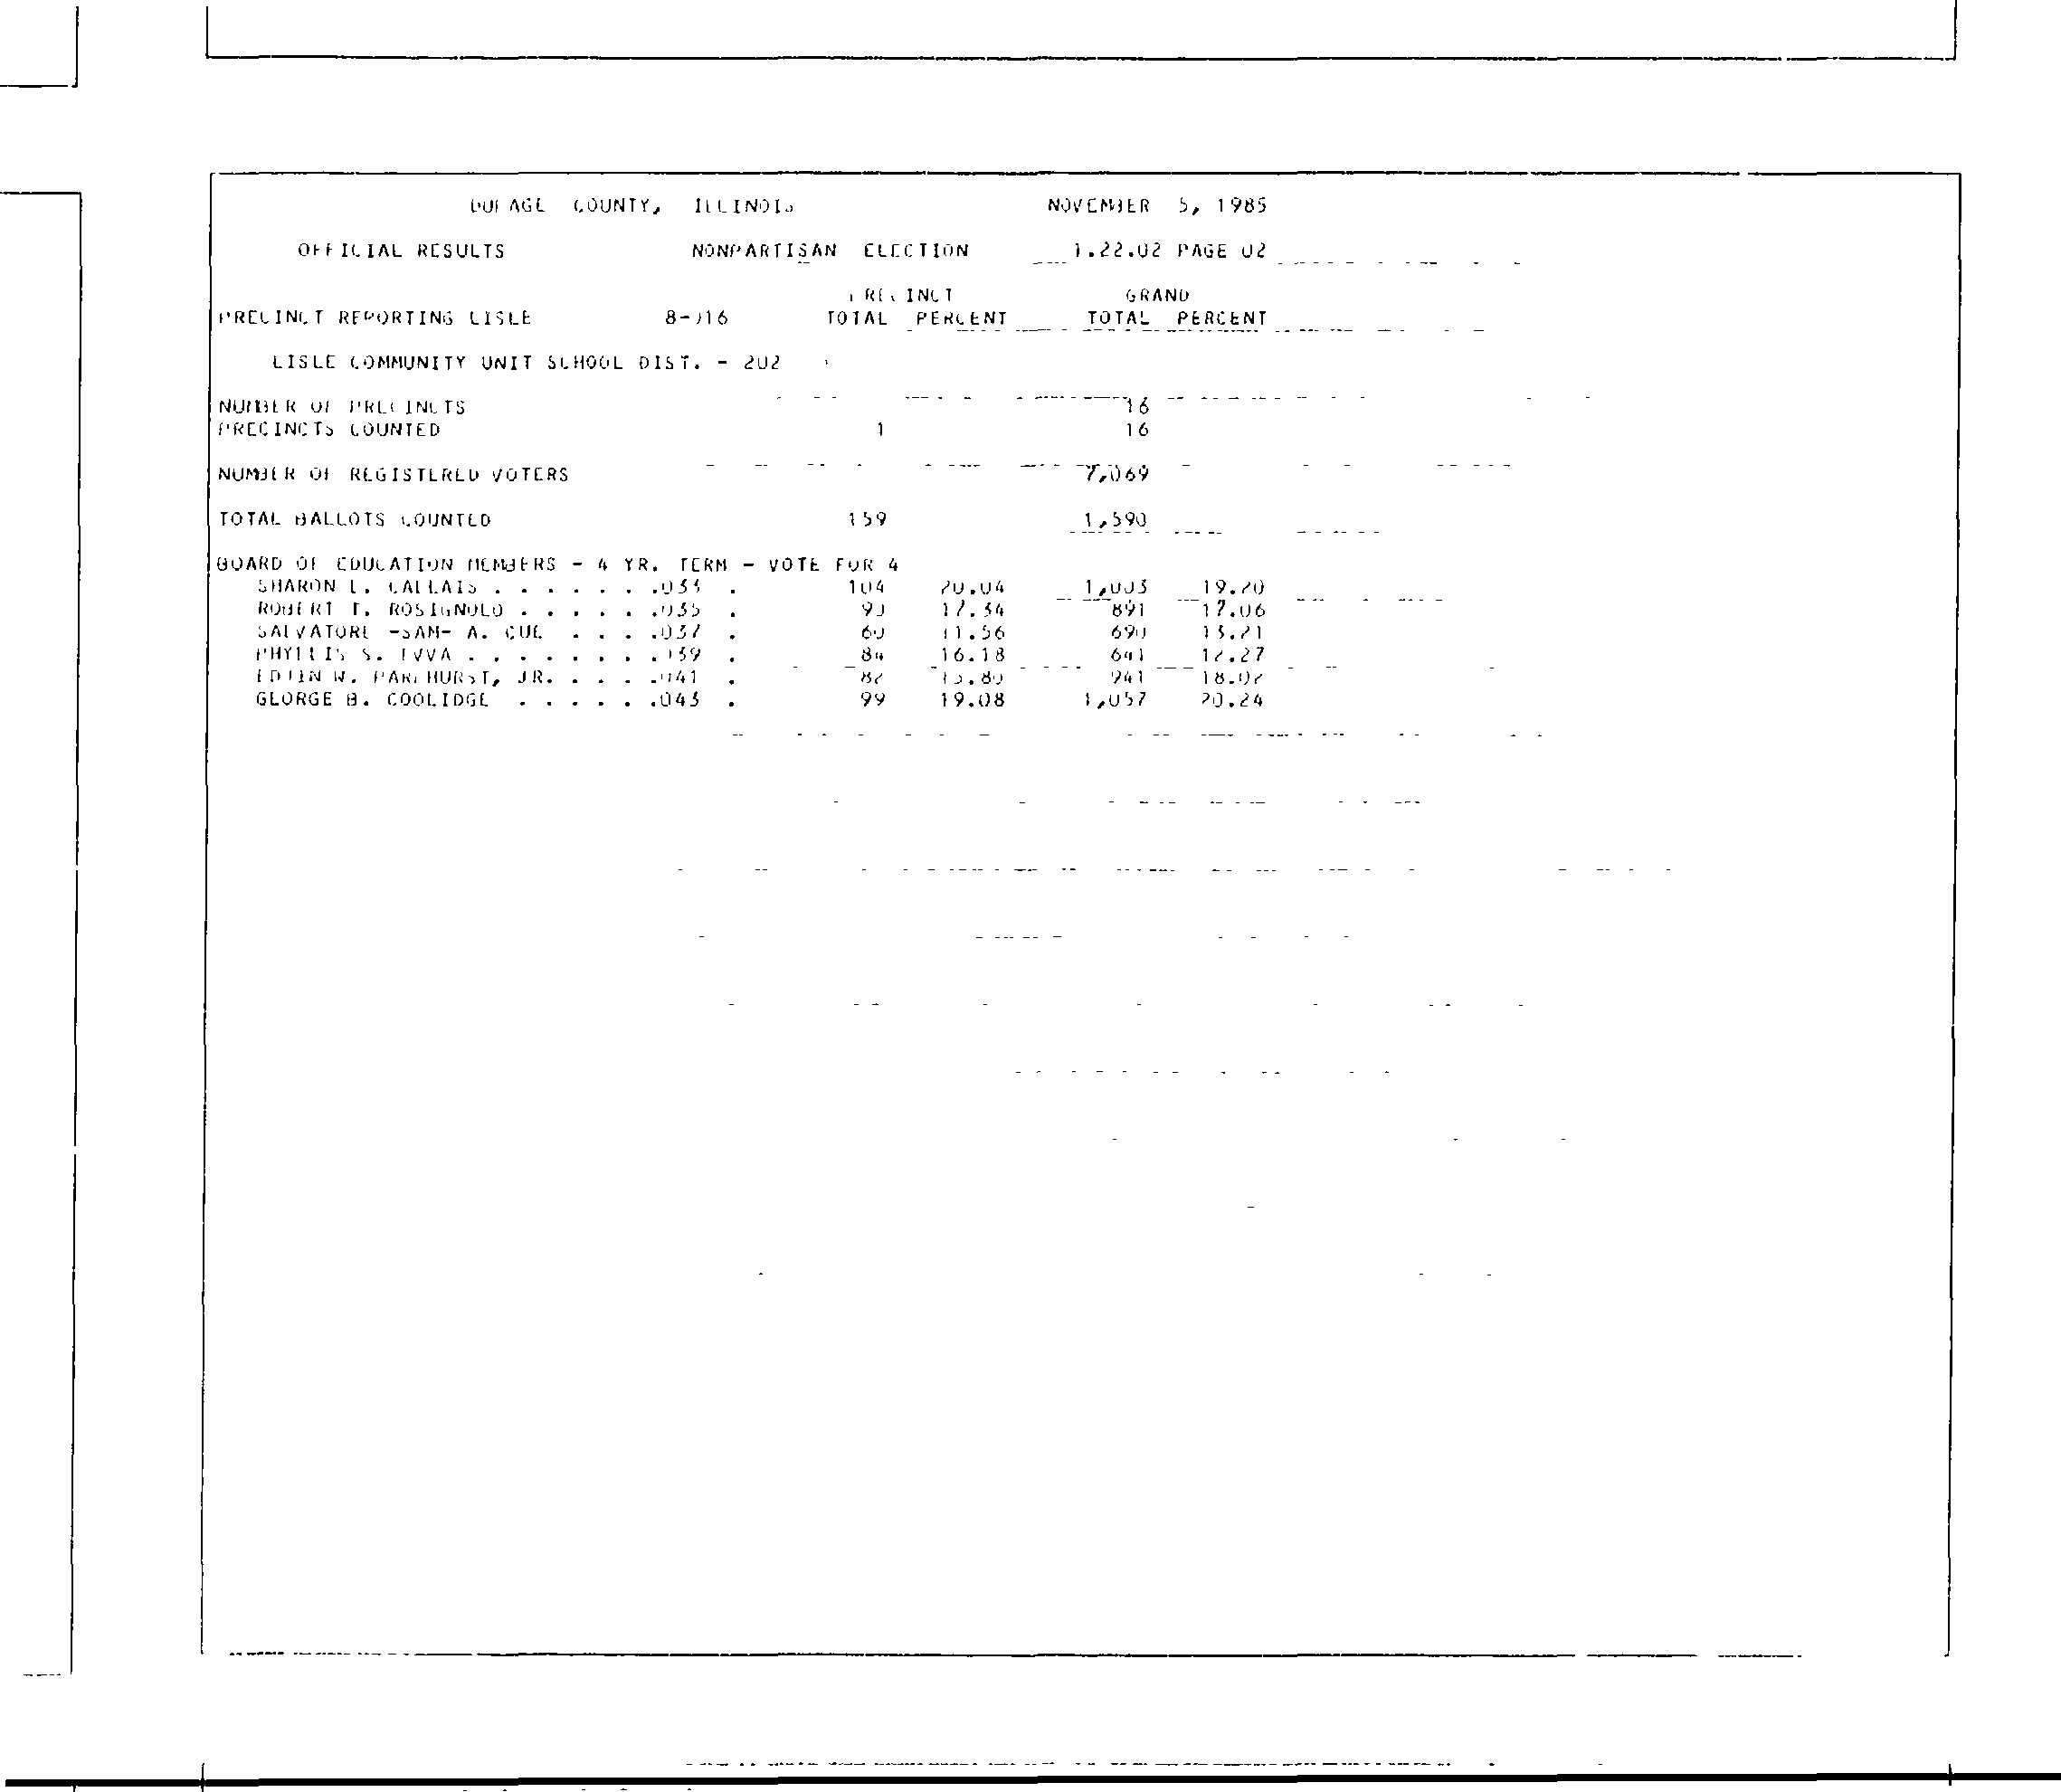 DUPAGE COUNTY, ILLINOIS NOVEMBER 5, 1985
OFFICIAL RESULTS NONPARTISAN ELECTION 1.22.02 PAGE 02
PRECINCT GRAND
PRECINCT REPORTING LISLE 8-016 TOTAL PERCENT TOTAL PERCENT
LISLE COMMUNITY UNIT SCHOOL DIST. - 202
NUMBER OF PRECINCTS 16
PRECINCTS COUNTED 1 16
NUMBER OF REGISTERED VOTERS 7,069
TOTAL BALLOTS COUNTED 159 1,590
BOARD OF EDUCATION MEMBERS - 4 YR. TERM - VOTE FOR 4
SHARON L. CALLAIS . . . . . . .033 . 104 20.04 1,003 19.20
ROBERT T. ROSIGNOLO . . . . . .035 . 90 17.34 891 17.06
SALVATORE -SAM- A. CUE . . . .037 . 60 11.56 690 13.21
PHYLLIS S. . . . . . . . .039 . 84 16.18 641 12.27
EDWIN W. PARKHURST, JR. . . . .041 . 82 15.80 941 18.02
GEORGE B. COOLIDGE . . . . . .043 . 99 19.08 1,057 20.24